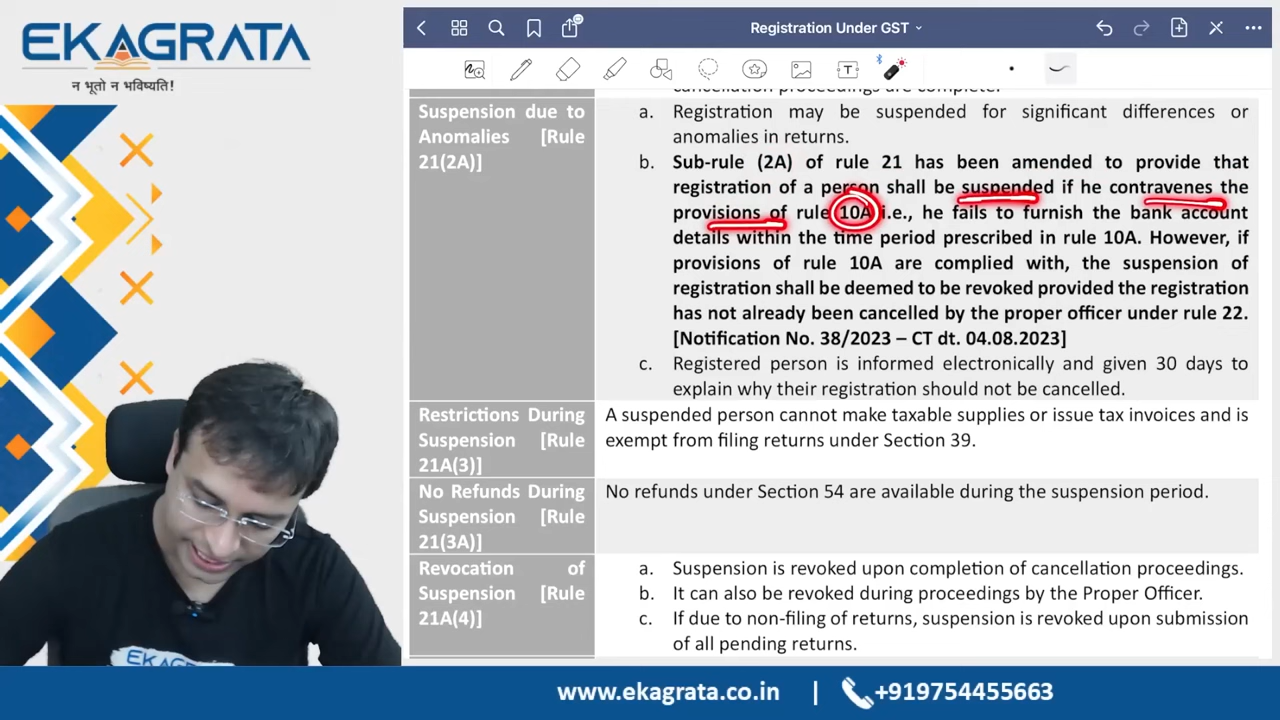 EKAGRATA
न भूतो न भविष्यति!
Registration Under GST
T
cancellation proceedings are complete.
Suspension due to
Anomalies [Rule
21(2A)]
a. Registration may be suspended for significant differences or
anomalies in returns.
b. Sub-rule (2A) of rule 21 has been amended to provide that
registration of a person shall be suspended if he contravenes the
provisions of rule 10A i.e., he fails to furnish the bank account
details within the time period prescribed in rule 10A. However, if
provisions of rule 10A are complied with, the suspension of
registration shall be deemed to be revoked provided the registration
has not already been cancelled by the proper officer under rule 22.
[Notification No. 38/2023 – CT dt. 04.08.2023]
c. Registered person is informed electronically and given 30 days to
explain why their registration should not be cancelled.
Restrictions During
Suspension [Rule
21A(3)]
A suspended person cannot make taxable supplies or issue tax invoices and is
exempt from filing returns under Section 39.
No Refunds During
Suspension [Rule
21(3A)]
No refunds under Section 54 are available during the suspension period.
Revocation of
Suspension [Rule
21A(4)]
a. Suspension is revoked upon completion of cancellation proceedings.
b. It can also be revoked during proceedings by the Proper Officer.
c. If due to non-filing of returns, suspension is revoked upon submission
of all pending returns.
EKAGRATA
www.ekagrata.co.in | +919754455663